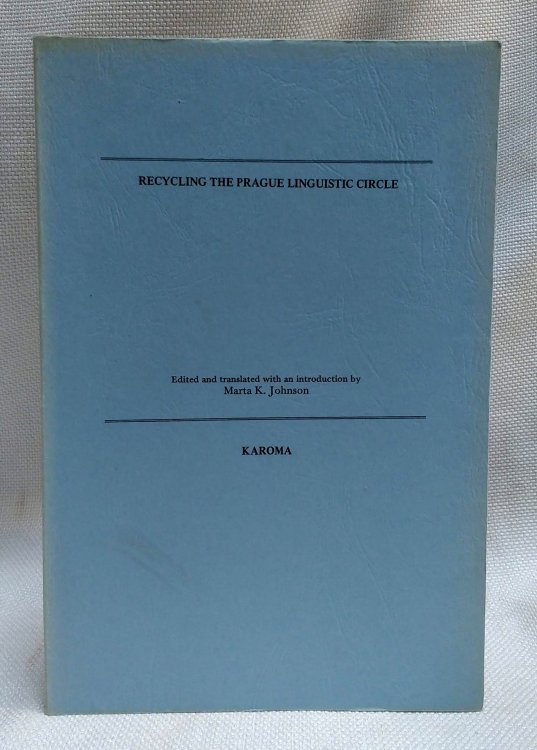 RECYCLING THE PRAGUE LINGUISTIC CIRCLE
Edited and translated with an introduction by
Marta K. Johnson
KAROMA